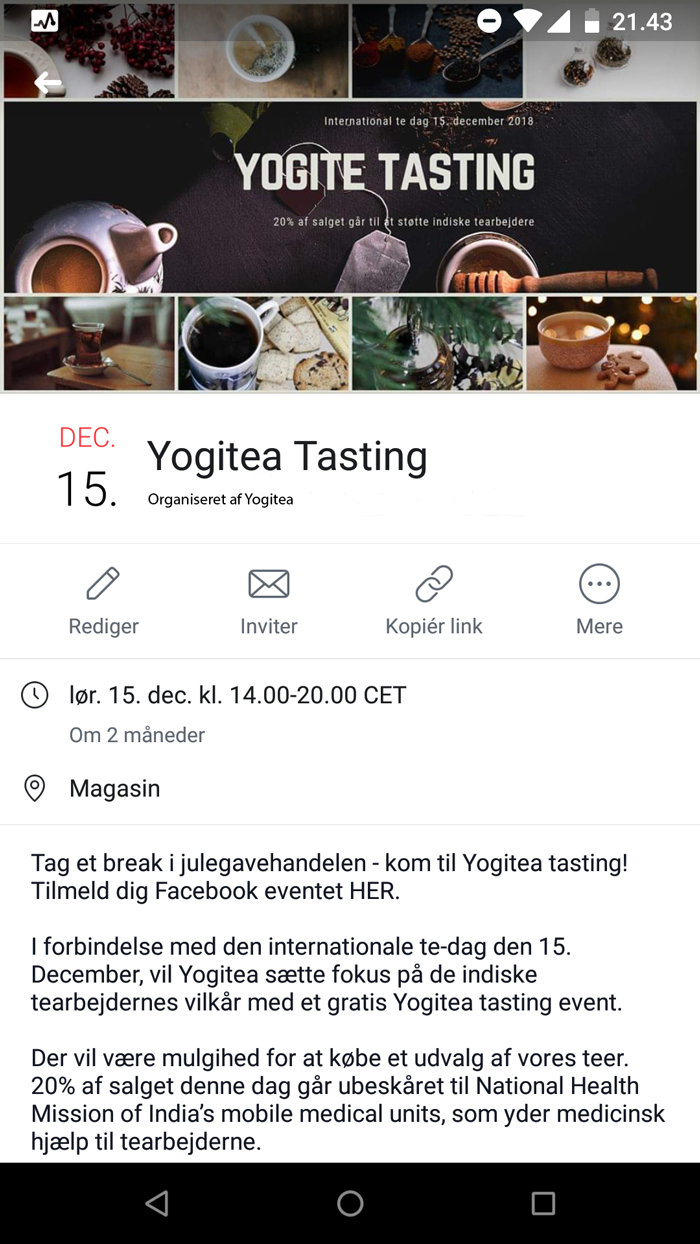 21.43
International te dag 15. december 2018
YOGITE TASTING
20% af salget går til at støtte indiske tearbejdere
DEC.
15.
Yogitea Tasting
Organiseret af Yogitea
Rediger
Inviter
Kopiér link
Mere
lør. 15. dec. kl. 14.00-20.00 CET
Om 2 måneder
Magasin
Tag et break i julegavehandelen - kom til Yogitea tasting!
Tilmeld dig Facebook eventet HER.
I forbindelse med den internationale te-dag den 15.
December, vil Yogitea sætte fokus på de indiske
tearbejdernes vilkår med et gratis Yogitea tasting event.
Der vil være mulgihed for at købe et udvalg af vores teer.
20% af salget denne dag går ubeskåret til National Health
Mission of India’s mobile medical units, som yder medicinsk
hjælp til tearbejderne.